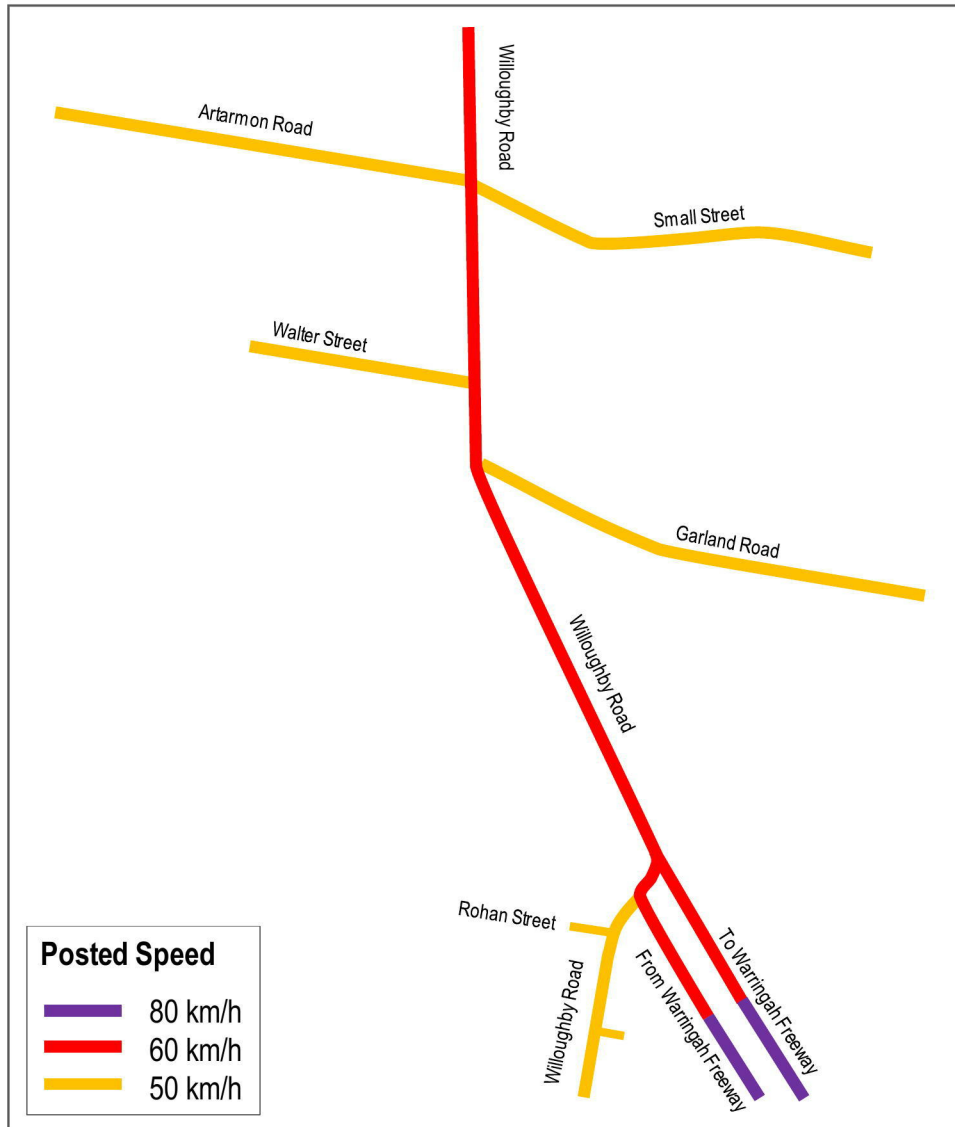 Willoughby Road
Artarmon Road
Small Street
Walter Street
Garland Road
Willoughby Road
Rohan Street
To Warringah Freeway
From Warringah Freeway
Willoughby Road
Posted Speed
80 km/h
60 km/h
50 km/h